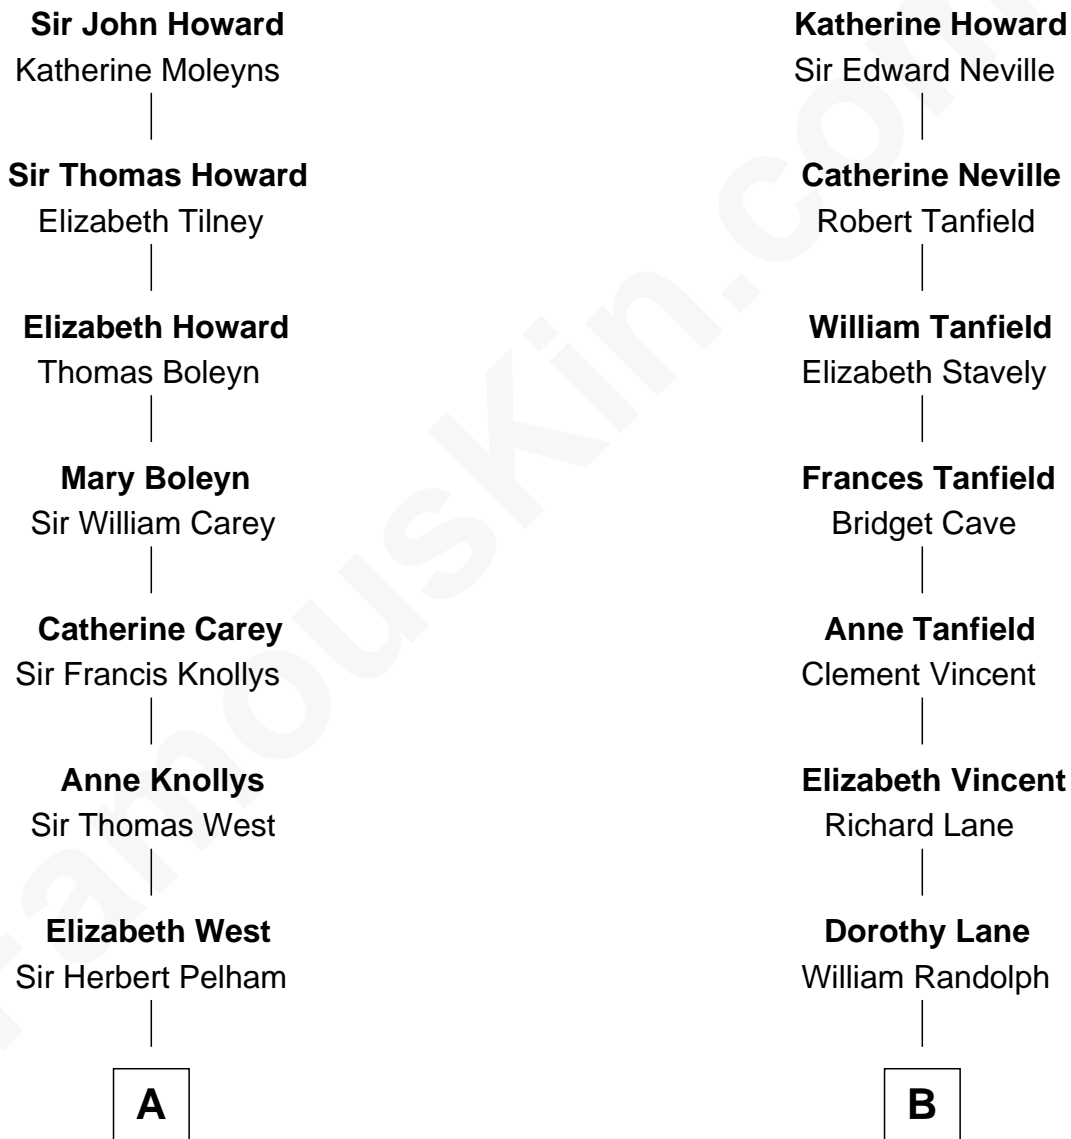 Sir John Howard
Katherine Moleyns
Sir Thomas Howard
Elizabeth Tilney
Elizabeth Howard
Thomas Boleyn
Mary Boleyn
Sir William Carey
Catherine Carey
Sir Francis Knollys
Anne Knollys
Sir Thomas West
Elizabeth West
Sir Herbert Pelham
A
Katherine Howard
Sir Edward Neville
Catherine Neville
Robert Tanfield
William Tanfield
Elizabeth Stavely
Frances Tanfield
Bridget Cave
Anne Tanfield
Clement Vincent
Elizabeth Vincent
Richard Lane
Dorothy Lane
William Randolph
B
FamousKin.com